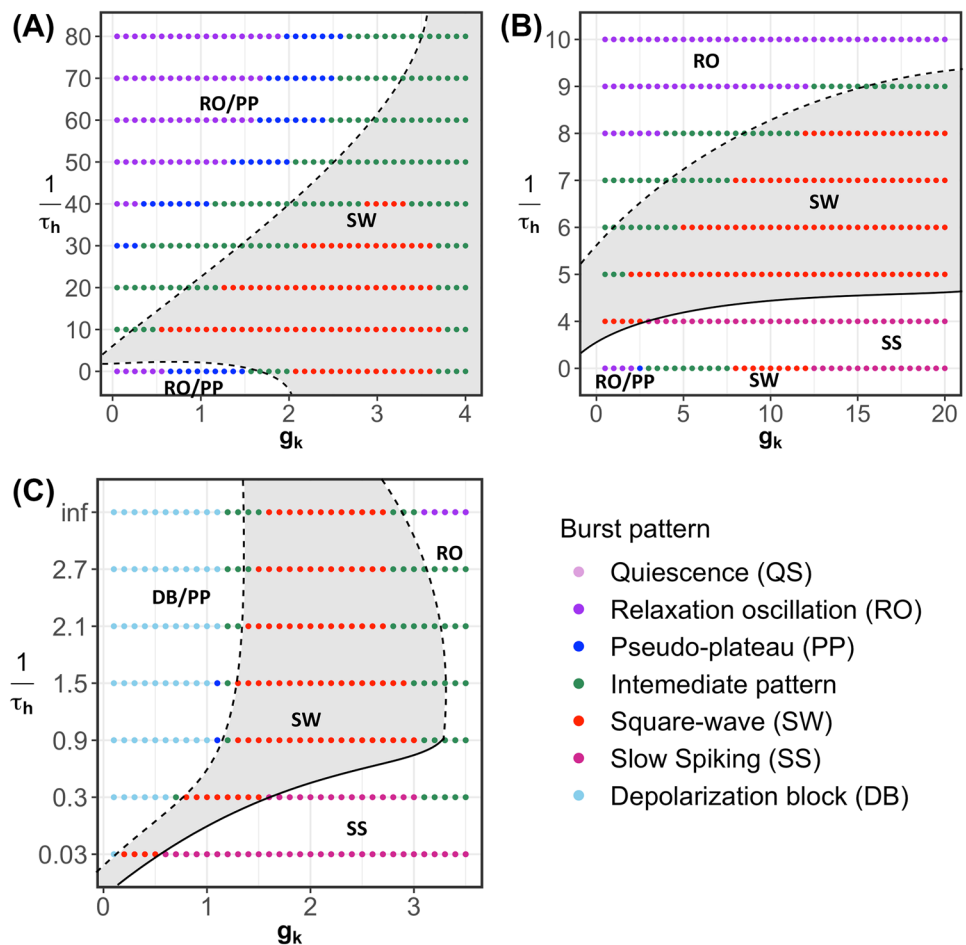 (A)
80
70
60
50
40
30
20
10
0
1
τh
RO/PP
SW
RO/PP
0 1 2 3 4
gk
(B)
10
9
8
7
6
5
4
0
1
τh
RO
SW
SS
RO/PP
SW
0 5 10 15 20
gk
(C)
inf
2.7
2.1
1.5
0.9
0.3
0.03
1
τh
RO
DB/PP
SW
SS
0 1 2 3
gk
Burst pattern
Quiescence (QS)
Relaxation oscillation (RO)
Pseudo-plateau (PP)
Intemediate pattern
Square-wave (SW)
Slow Spiking (SS)
Depolarization block (DB)